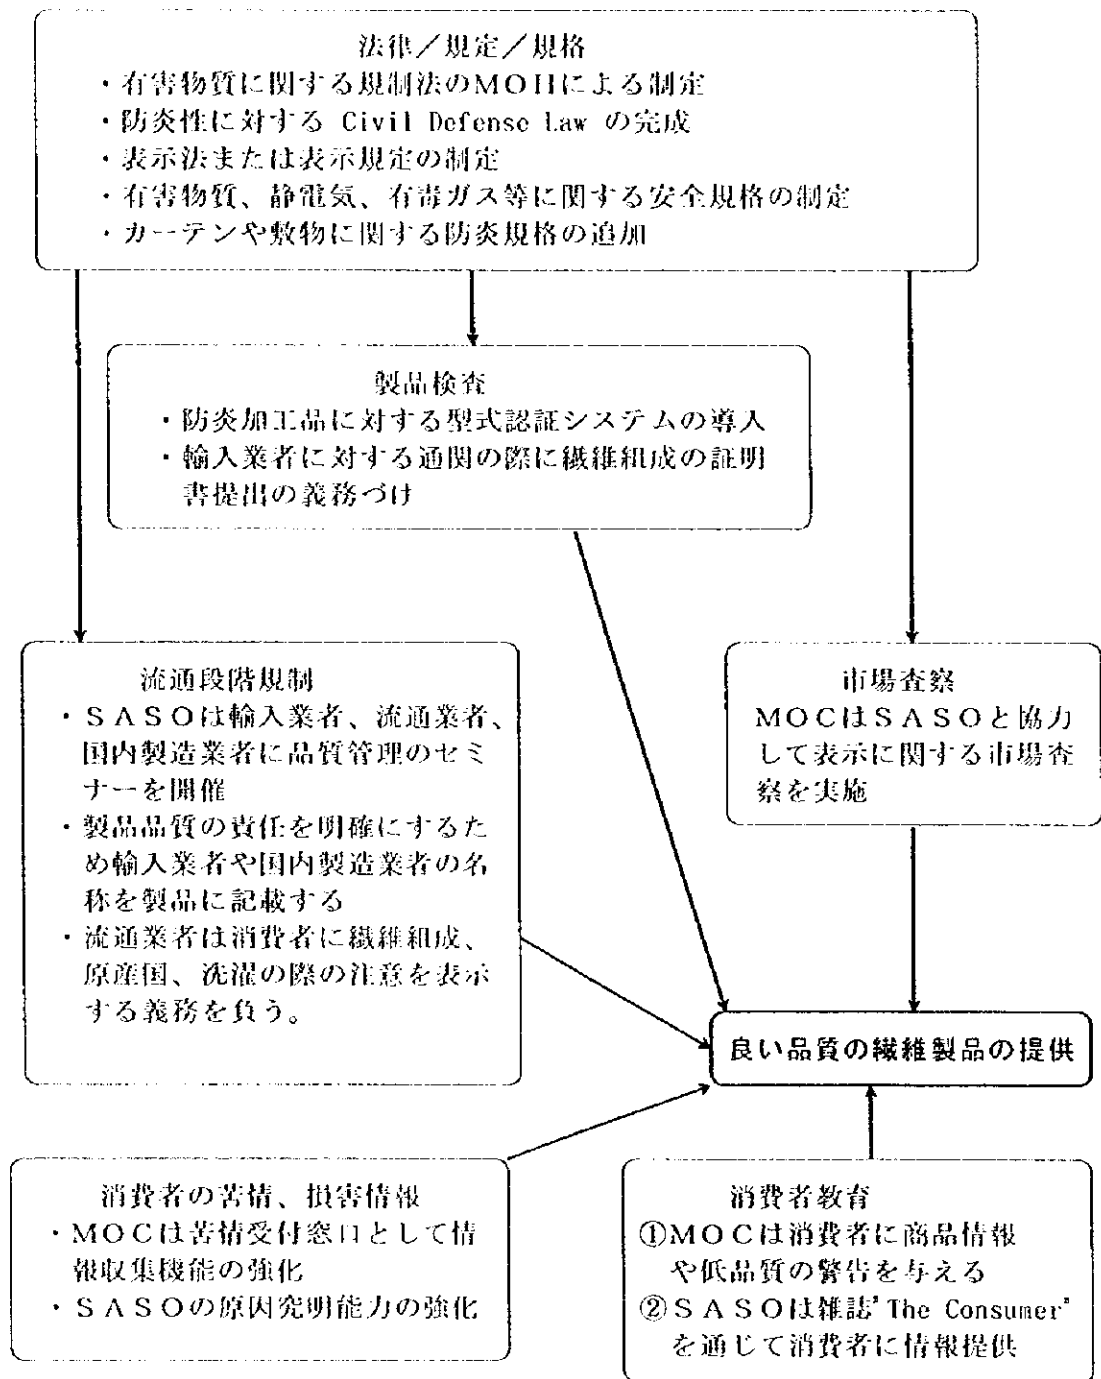 法律／規定／規格
・有害物質に関する規制法のMOHによる制定
・防炎性に対する Civil Defense Law の完成
・表示法または表示規定の制定
・有害物質、静電気、有毒ガス等に関する安全規格の制定
・カーテンや敷物に関する防炎規格の追加
製品検査
・防炎加工品に対する型式認証システムの導入
・輸入業者に対する通関の際に繊維組成の証明
書提出の義務づけ
流通段階規制
・ＳＡＳＯは輸入業者、流通業者、
国内製造業者に品質管理のセミ
ナーを開催
・製品品質の責任を明確にするた
め輸入業者や国内製造業者の名
称を製品に記載する
・流通業者は消費者に繊維組成、
原産国、洗濯の際の注意を表示
する義務を負う。
市場査察
MOCはＳＡＳＯと協力
して表示に関する市場査
察を実施
良い品質の繊維製品の提供
消費者の苦情、損害情報
・MOCは苦情受付窓口として情
報収集機能の強化
・ＳＡＳＯの原因究明能力の強化
消費者教育
①MOCは消費者に商品情報
や低品質の警告を与える
②ＳＡＳＯは雑誌"The Consumer"
を通じて消費者に情報提供